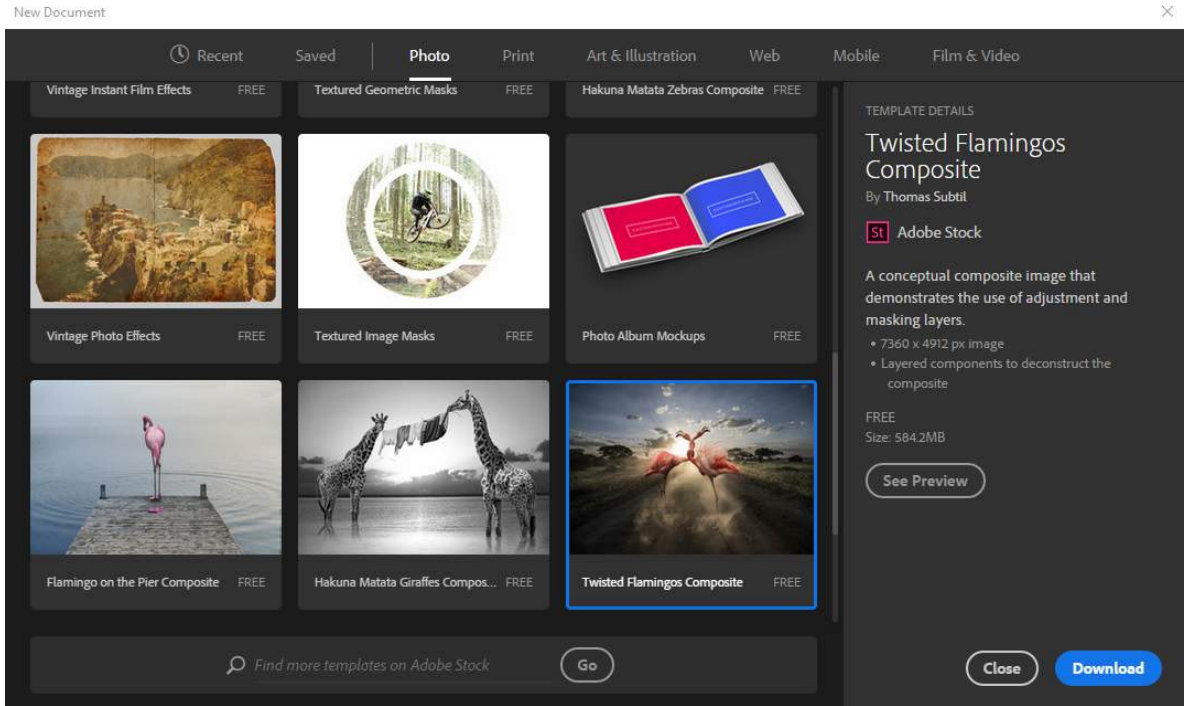 New Document
Recent
Saved
Photo
Print
Art & Illustration
Web
Mobile
Film & Video
Vintage Instant Film Effects FREE
Textured Geometric Masks FREE
Hakuna Matata Zebras Composite FREE
Vintage Photo Effects FREE
Textured Image Masks FREE
Photo Album Mockups FREE
Flamingo on the Pier Composite FREE
Hakuna Matata Giraffes Compos... FREE
Twisted Flamingos Composite FREE
Find more templates on Adobe Stock
Go
TEMPLATE DETAILS
Twisted Flamingos
Composite
By Thomas Subtil
St Adobe Stock
A conceptual composite image that
demonstrates the use of adjustment and
masking layers.
• 7360 x 4912 px image
• Layered components to deconstruct the
composite
FREE
Size: 584.2MB
See Preview
Close
Download